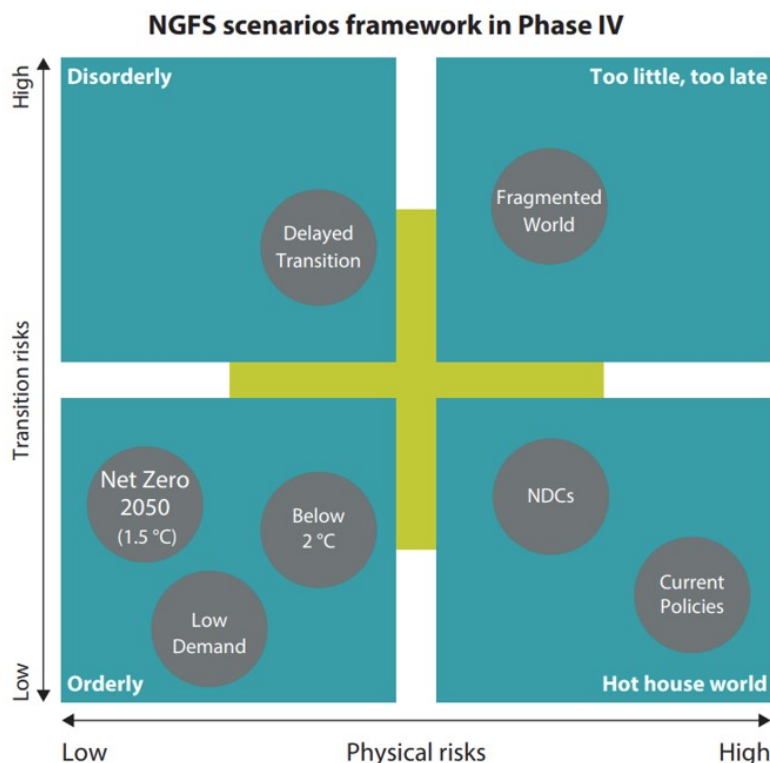 NGFS scenarios framework in Phase IV
High
Disorderly
Too little, too late
Fragmented
World
Delayed
Transition
Transition risks
Net Zero
2050
(1.5 °C)
Below
2 °C
NDCs
Low
Demand
Current
Policies
Low
Orderly
Hot house world
Low
Physical risks
High